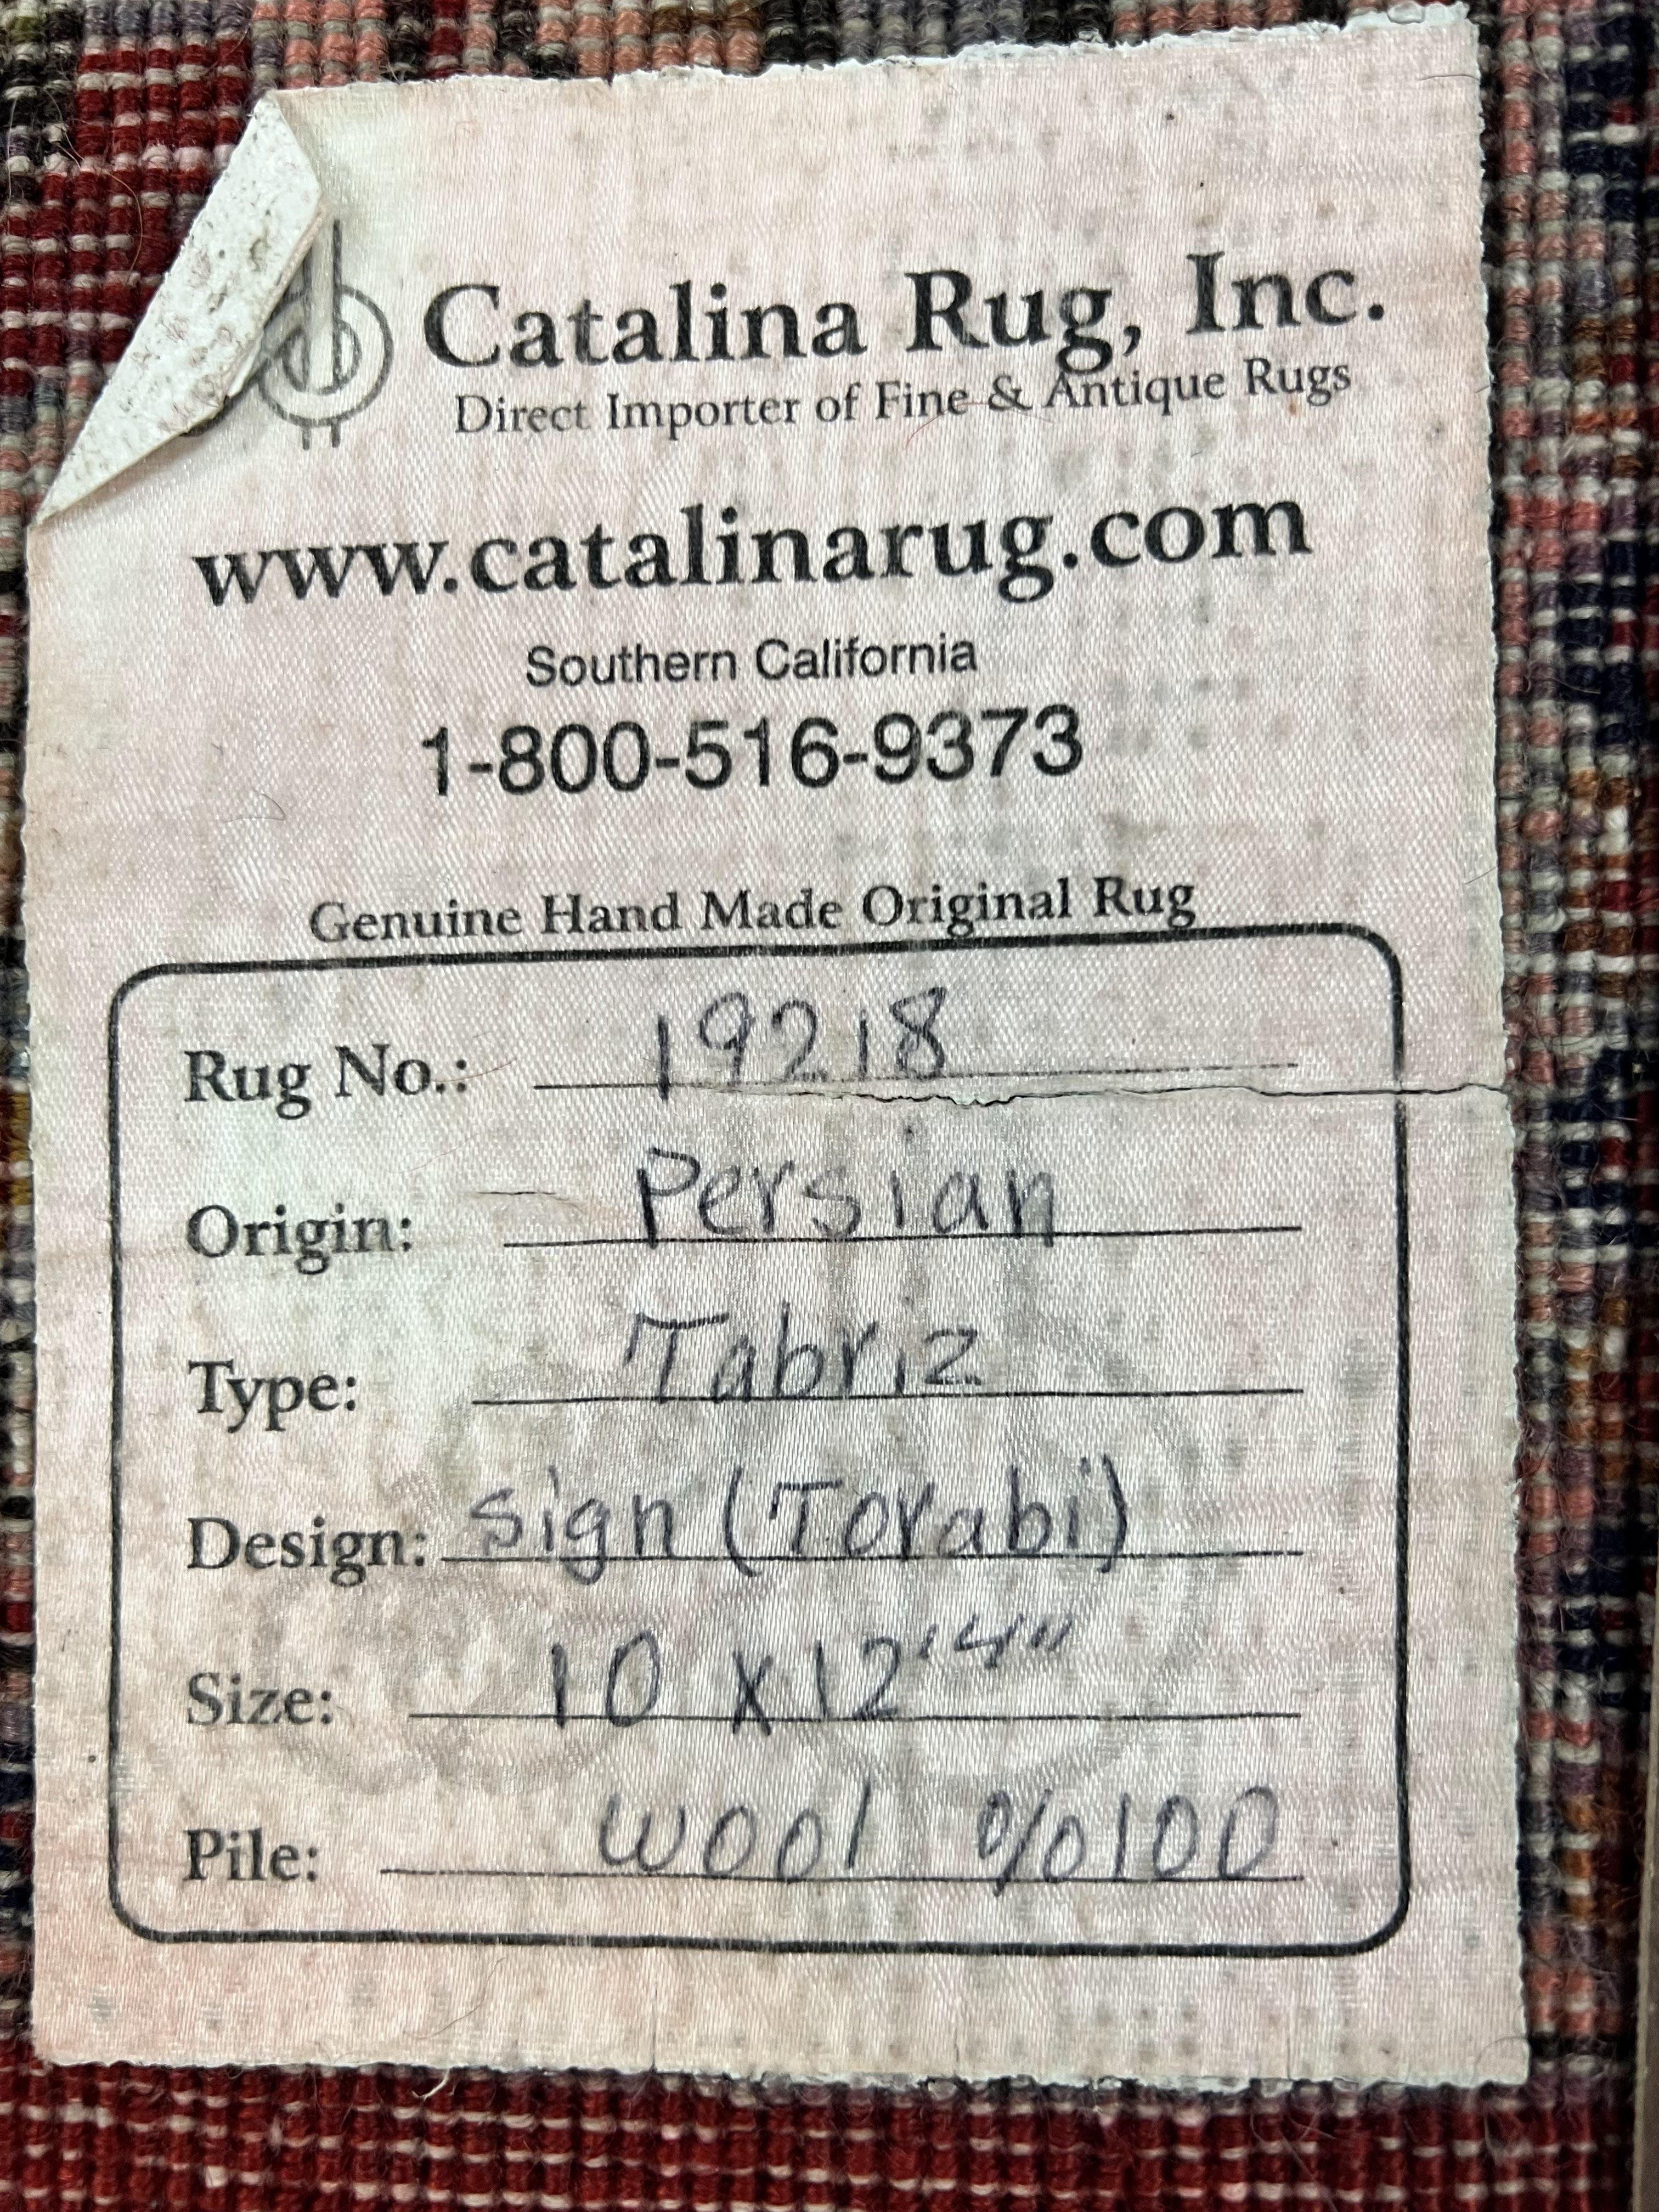 Catalina Rug, Inc.
Direct Importer of Fine & Antique Rugs
www.catalinarug.com
Southern California
1-800-516-9373
Genuine Hand Made Original Rug
Rug No.: 19218
Origin: Persian
Type: Tabriz
Design: Sign (Torabi)
Size: 10 x 12'4"
Pile: Wool %100